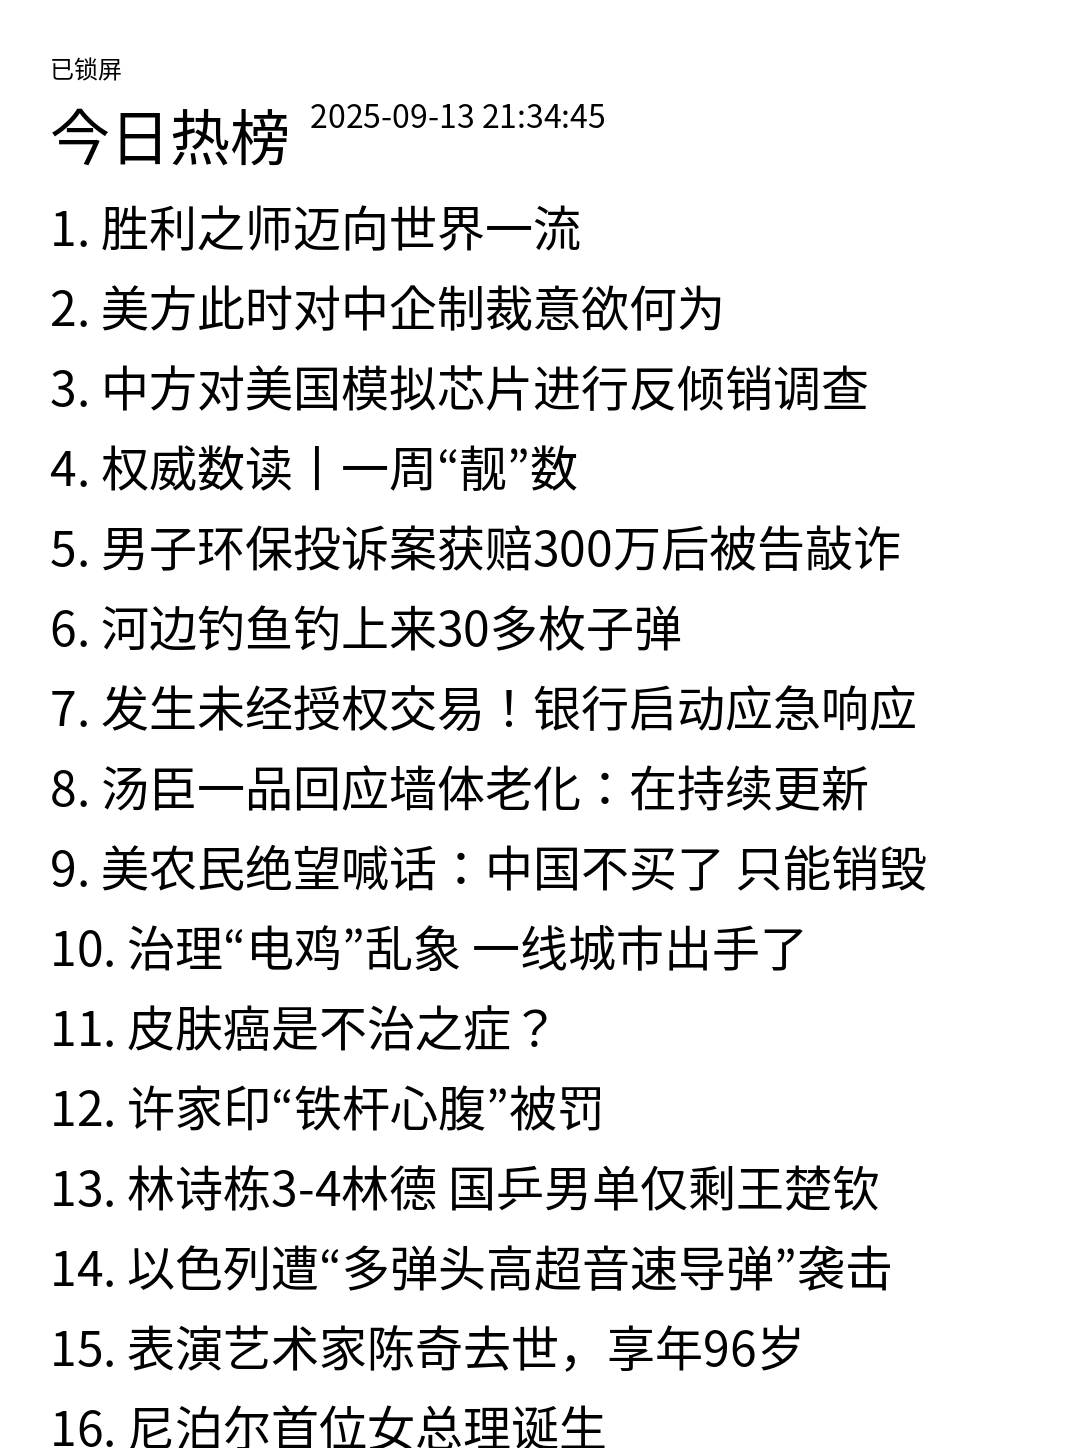 已锁屏
今日热榜 2025-09-13 21:34:45
1. 胜利之师迈向世界一流
2. 美方此时对中企制裁意欲何为
3. 中方对美国模拟芯片进行反倾销调查
4. 权威数读丨一周“靓”数
5. 男子环保投诉案获赔300万后被告敲诈
6. 河边钓鱼钓上来30多枚子弹
7. 发生未经授权交易！银行启动应急响应
8. 汤臣一品回应墙体老化：在持续更新
9. 美农民绝望喊话：中国不买了 只能销毁
10. 治理“电鸡”乱象 一线城市出手了
11. 皮肤癌是不治之症？
12. 许家印“铁杆心腹”被罚
13. 林诗栋3-4林德 国乒男单仅剩王楚钦
14. 以色列遭“多弹头高超音速导弹”袭击
15. 表演艺术家陈奇去世，享年96岁
16. 尼泊尔首位女总理诞生